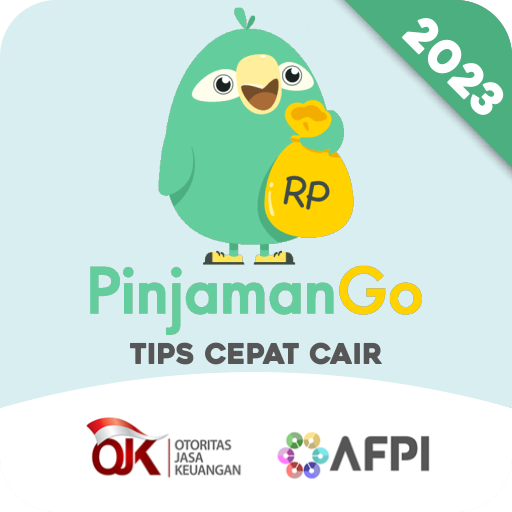 2023
RP
PinjamanGo
TIPS CEPAT CAIR
OJK
OTORITAS
JASA
KEUANGAN
AFPI